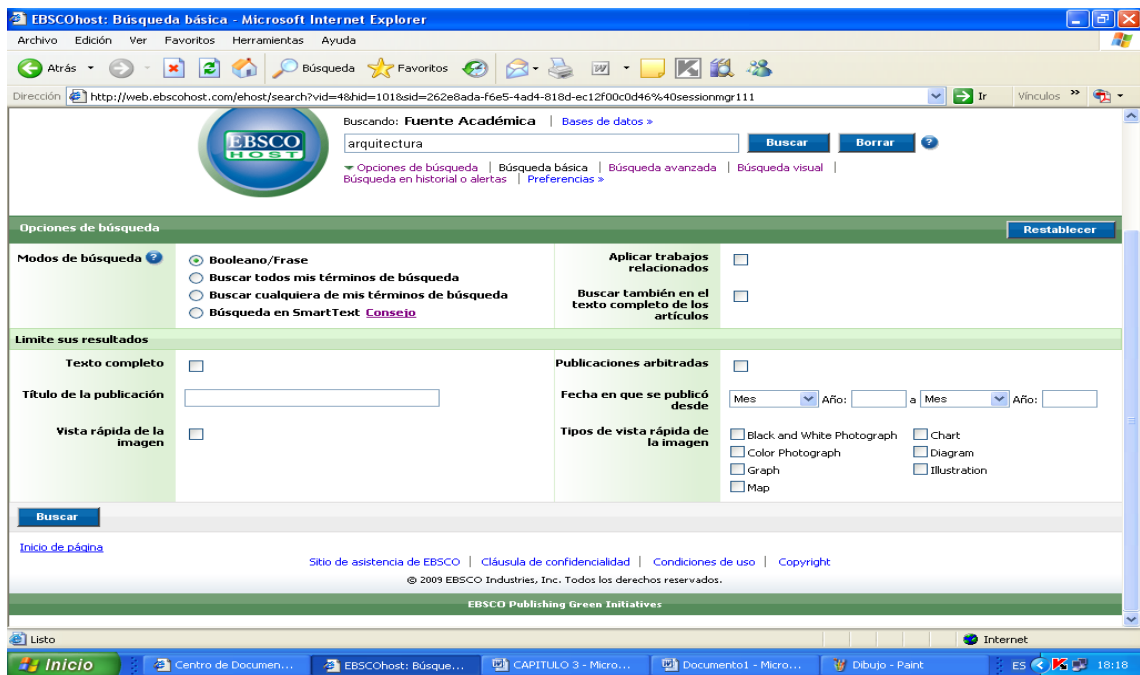 EBSCOhost: Búsqueda básica - Microsoft Internet Explorer
Archivo Edición Ver Favoritos Herramientas Ayuda
Atrás Búsqueda Favoritos
Dirección http://web.ebscohost.com/ehost/search?vid=4&hid=101&sid=262e8ada-f6e5-4ad4-818d-ec12f00c0d46%40sessionmgr111 Ir Vínculos »
EBSCO
HOST
Buscando: Fuente Académica | Bases de datos »
arquitectura Buscar Borrar ?
Opciones de búsqueda | Búsqueda básica | Búsqueda avanzada | Búsqueda visual |
Búsqueda en historial o alertas | Preferencias »
Opciones de búsqueda Restablecer
Modos de búsqueda ?
Booleano/Frase
Buscar todos mis términos de búsqueda
Buscar cualquiera de mis términos de búsqueda
Búsqueda en SmartText Consejo
Aplicar trabajos
relacionados
Buscar también en el
texto completo de los
artículos
Limite sus resultados
Texto completo
Publicaciones arbitradas
Título de la publicación
Fecha en que se publicó
desde
Mes Año: a Mes Año:
Vista rápida de la
imagen
Tipos de vista rápida de
la imagen
Black and White Photograph Chart
Color Photograph Diagram
Graph Illustration
Map
Buscar
Inicio de página
Sitio de asistencia de EBSCO | Cláusula de confidencialidad | Condiciones de uso | Copyright
© 2009 EBSCO Industries, Inc. Todos los derechos reservados.
EBSCO Publishing Green Initiatives
Listo Internet
Inicio Centro de Documen... EBSCOhost: Búsque... CAPITULO 3 - Micro... Documento1 - Micro... Dibujo - Paint ES 18:18